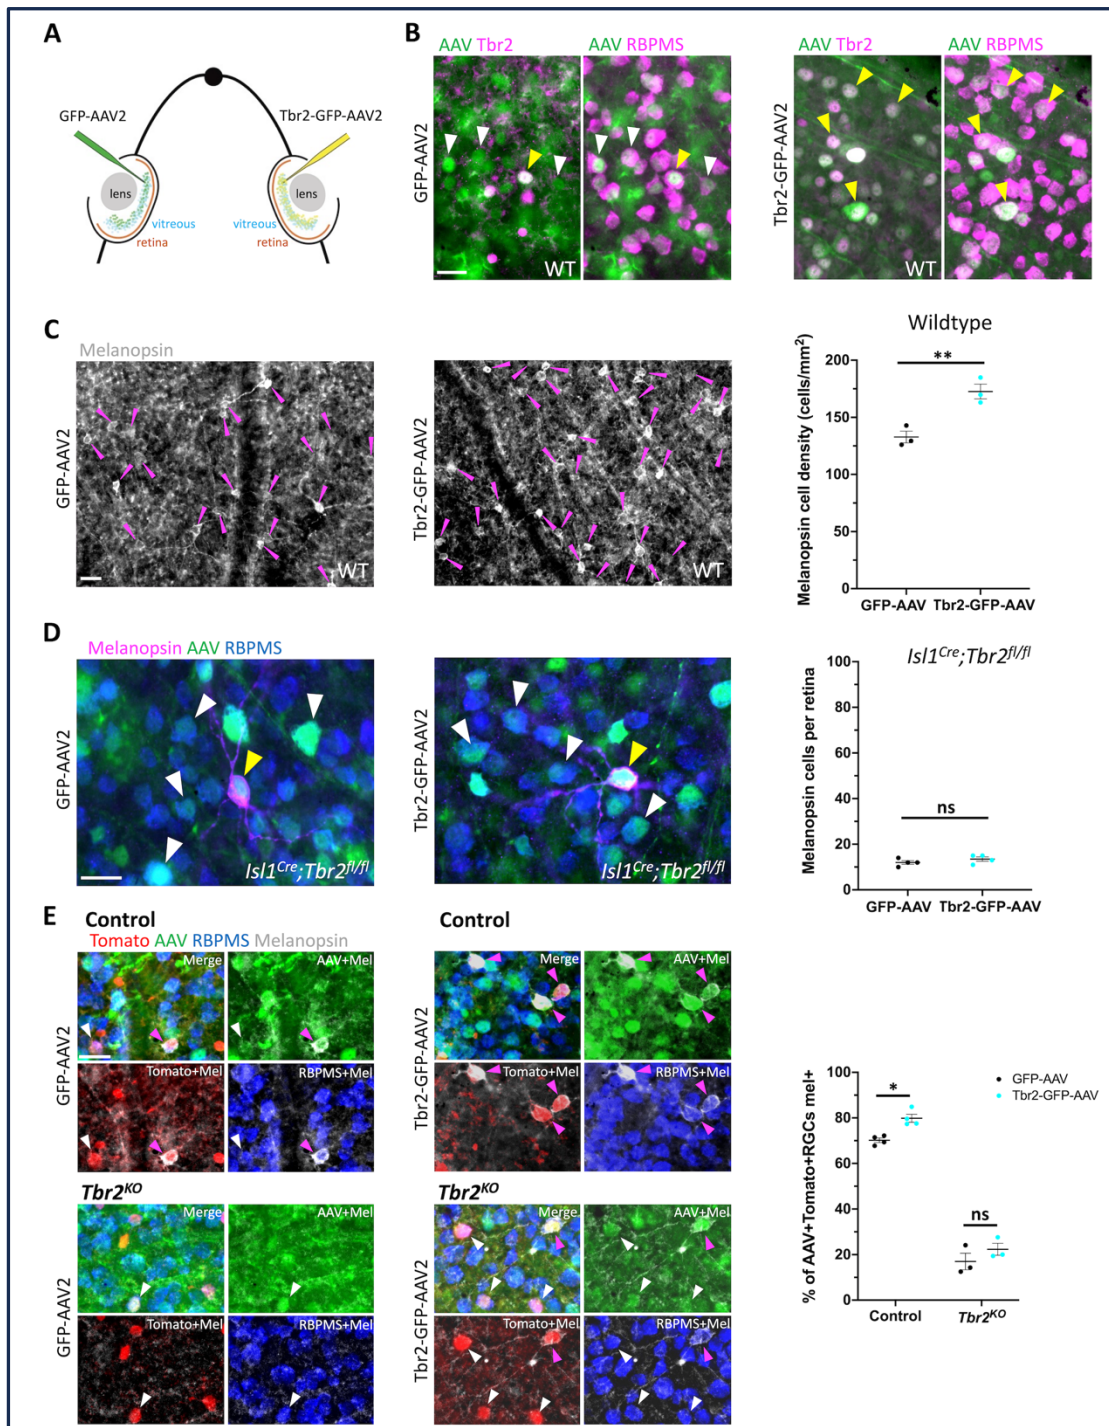 A
GFP-AAV2
Tbr2-GFP-AAV2
lens
lens
vitreous
vitreous
retina
retina
B
AAV Tbr2
AAV RBPMS
AAV Tbr2
AAV RBPMS
GFP-AAV2
WT
Tbr2-GFP-AAV2
WT
C
Melanopsin
GFP-AAV2
WT
Tbr2-GFP-AAV2
WT
Wildtype
Melanopsin cell density (cells/mm²)
200
150
100
50
0
**
GFP-AAV
Tbr2-GFP-AAV
D
Melanopsin AAV RBPMS
GFP-AAV2
Isl1Cre;Tbr2fl/fl
Tbr2-GFP-AAV2
Isl1Cre;Tbr2fl/fl
Isl1Cre;Tbr2fl/fl
Melanopsin cells per retina
100
80
60
40
20
0
ns
GFP-AAV
Tbr2-GFP-AAV
E
Control
Tomato AAV RBPMS Melanopsin
GFP-AAV2
Merge
AAV+Mel
Tomato+Mel
RBPMS+Mel
Control
Tbr2-GFP-AAV2
Merge
AAV+Mel
Tomato+Mel
RBPMS+Mel
Tbr2KO
GFP-AAV2
Merge
AAV+Mel
Tomato+Mel
RBPMS+Mel
Tbr2KO
Tbr2-GFP-AAV2
Merge
AAV+Mel
Tomato+Mel
RBPMS+Mel
% of AAV+Tomato+RGCs mel+
100
80
60
40
20
0
*
ns
GFP-AAV
Tbr2-GFP-AAV
Control
Tbr2KO